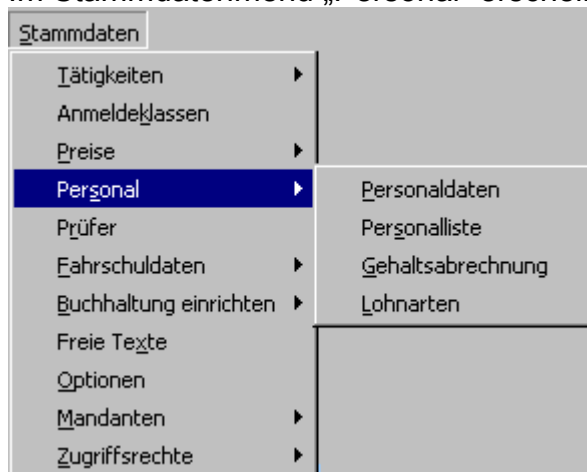 Im Stammdatenmenü „Personal
Stammdaten
Tätigkeiten
Anmeldeklassen
Preise
Personal
Personaldaten
Prüfer
Personalliste
Fahrschuldaten
Gehaltsabrechnung
Buchhaltung einrichten
Lohnarten
Freie Texte
Optionen
Mandanten
Zugriffsrechte